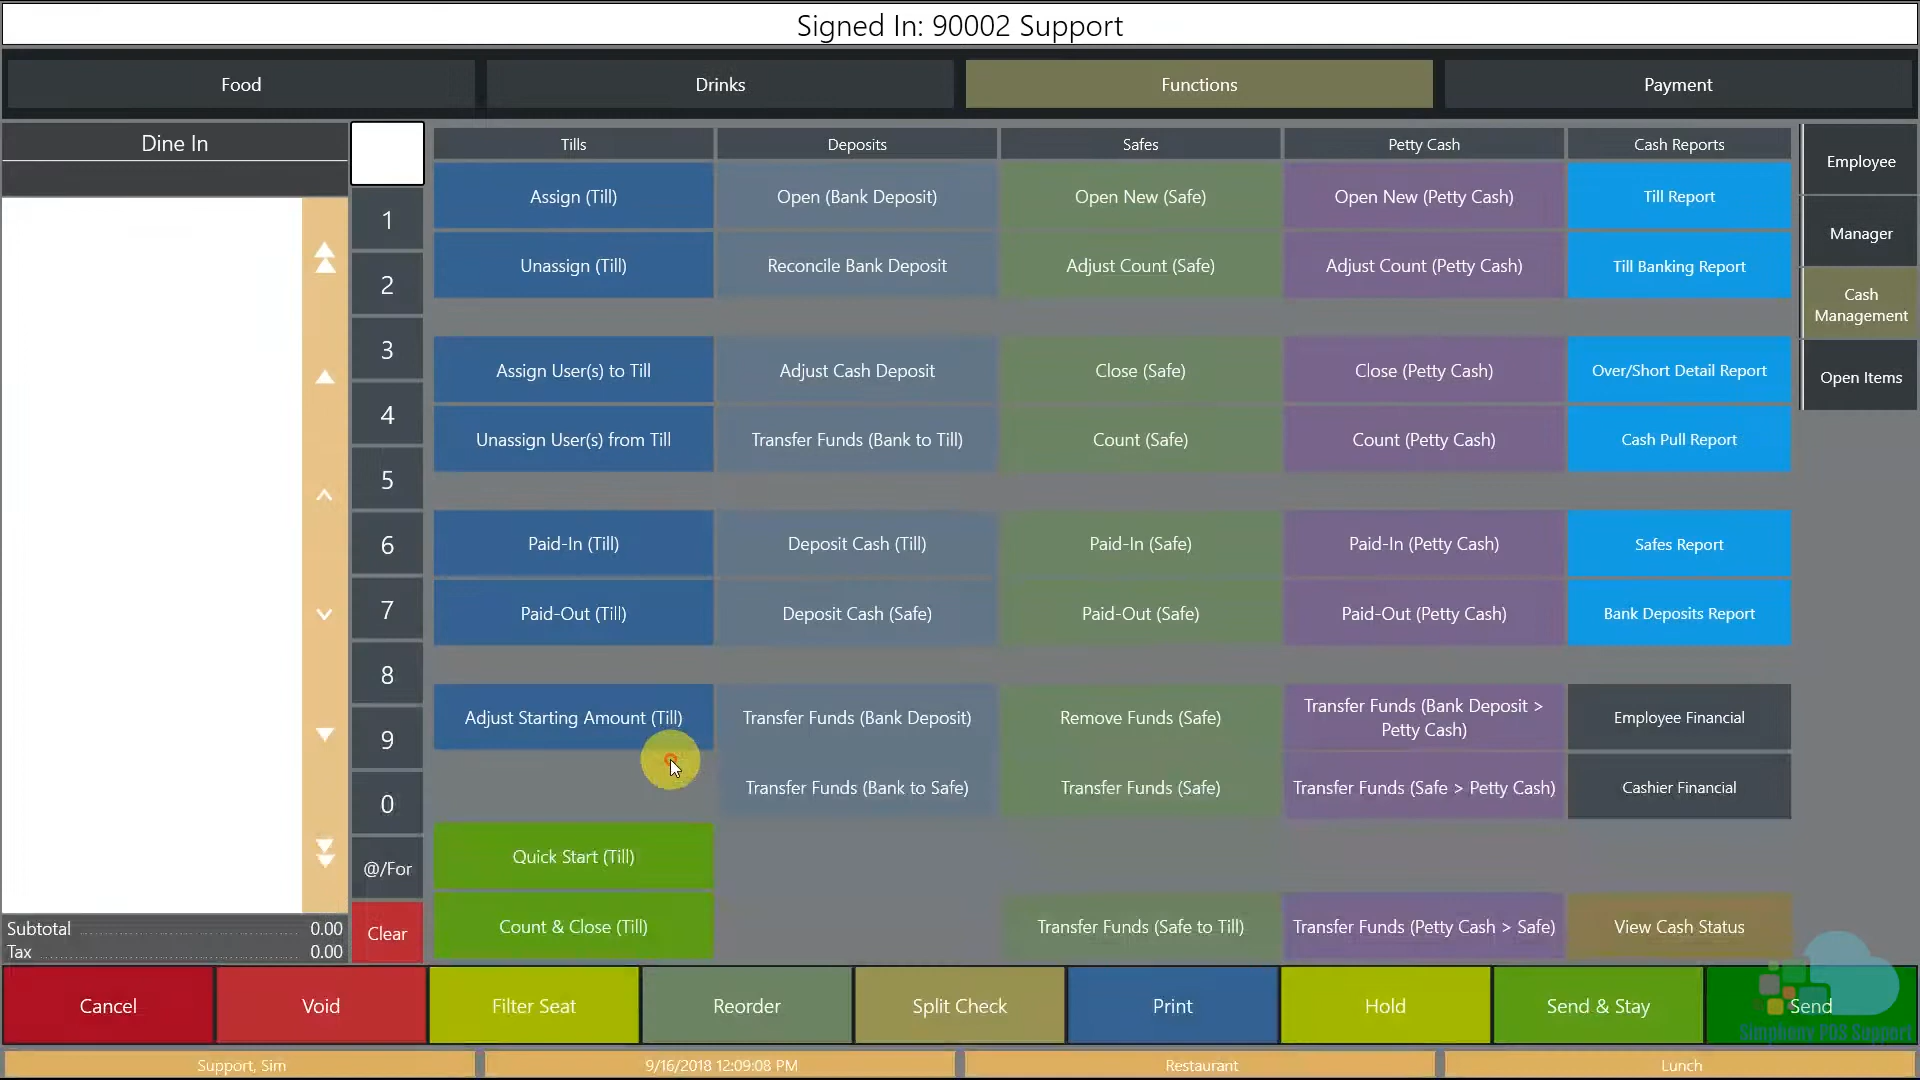 Signed In: 90002 Support
Food
Drinks
Functions
Payment
Dine In
Tills
Deposits
Safes
Petty Cash
Cash Reports
Employee
Manager
Cash
Management
Open Items
1
2
3
4
5
6
7
8
9
0
@/For
Clear
Assign (Till)
Open (Bank Deposit)
Open New (Safe)
Open New (Petty Cash)
Till Report
Unassign (Till)
Reconcile Bank Deposit
Adjust Count (Safe)
Adjust Count (Petty Cash)
Till Banking Report
Assign User(s) to Till
Adjust Cash Deposit
Close (Safe)
Close (Petty Cash)
Over/Short Detail Report
Unassign User(s) from Till
Transfer Funds (Bank to Till)
Count (Safe)
Count (Petty Cash)
Cash Pull Report
Paid-In (Till)
Deposit Cash (Till)
Paid-In (Safe)
Paid-In (Petty Cash)
Safes Report
Paid-Out (Till)
Deposit Cash (Safe)
Paid-Out (Safe)
Paid-Out (Petty Cash)
Bank Deposits Report
Adjust Starting Amount (Till)
Transfer Funds (Bank Deposit)
Remove Funds (Safe)
Transfer Funds (Bank Deposit >
Petty Cash)
Employee Financial
Transfer Funds (Bank to Safe)
Transfer Funds (Safe)
Transfer Funds (Safe > Petty Cash)
Cashier Financial
Quick Start (Till)
Count & Close (Till)
Transfer Funds (Safe to Till)
Transfer Funds (Petty Cash > Safe)
View Cash Status
Subtotal 0.00
Tax 0.00
Cancel
Void
Filter Seat
Reorder
Split Check
Print
Hold
Send & Stay
Send
Simphony POS Support
Support, Sim
9/16/2018 12:09:08 PM
Restaurant
Lunch